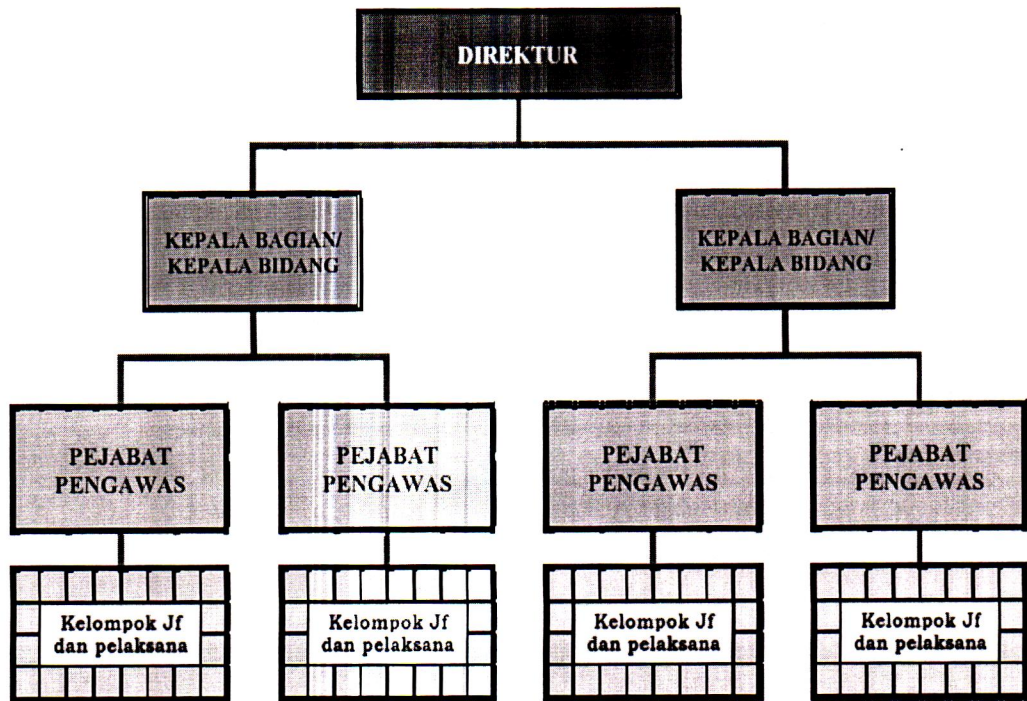 DIREKTUR
KEPALA BAGIAN/
KEPALA BIDANG
KEPALA BAGIAN/
KEPALA BIDANG
PEJABAT
PENGAWAS
PEJABAT
PENGAWAS
PEJABAT
PENGAWAS
PEJABAT
PENGAWAS
Kelompok Jf
dan pelaksana
Kelompok Jf
dan pelaksana
Kelompok Jf
dan pelaksana
Kelompok Jf
dan pelaksana